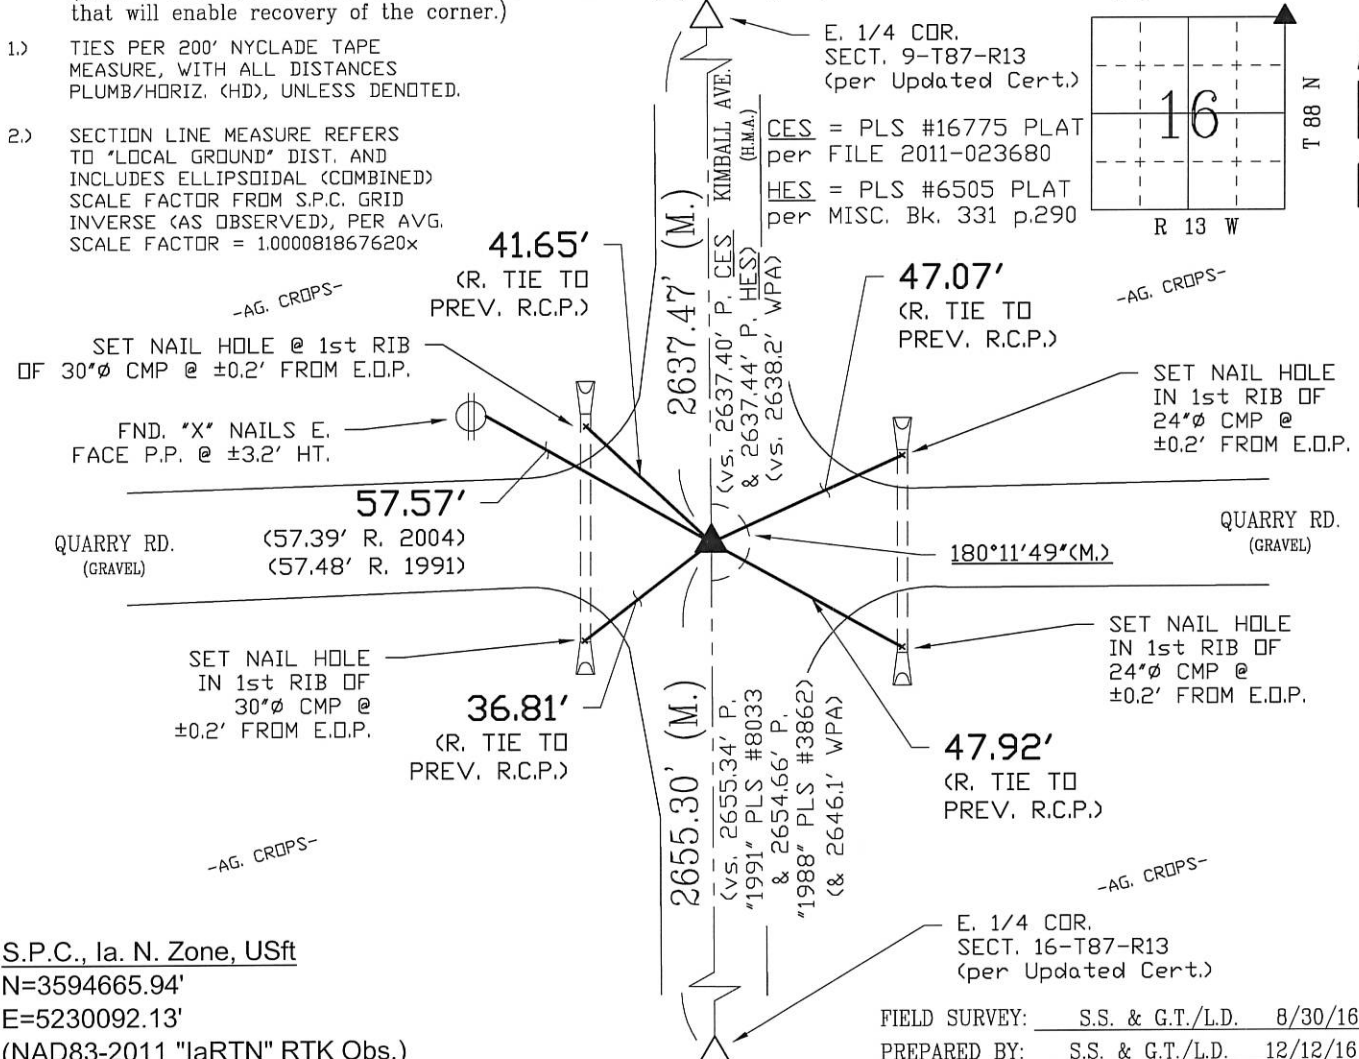 that will enable recovery of the corner.)
1.) TIES PER 200' NYCLADE TAPE
MEASURE, WITH ALL DISTANCES
PLUMB/HORIZ. (HD), UNLESS DENOTED.
2.) SECTION LINE MEASURE REFERS
TO "LOCAL GROUND" DIST. AND
INCLUDES ELLIPSOIDAL (COMBINED)
SCALE FACTOR FROM S.P.C. GRID
INVERSE (AS OBSERVED), PER AVG.
SCALE FACTOR = 1.000081867620x
E. 1/4 COR.
SECT. 9-T87-R13
(per Updated Cert.)
CES = PLS #16775 PLAT
per FILE 2011-023680
HES = PLS #6505 PLAT
per MISC. Bk. 331 p.290
16
T 88 N
R 13 W
KIMBALL AVE.
(H.M.A.)
2637.47' (M.)
(vs. 2637.40' P. CES
& 2637.44' P. HES)
(vs. 2638.2' WPA)
41.65'
(R. TIE TO
PREV. R.C.P.)
47.07'
(R. TIE TO
PREV. R.C.P.)
-AG. CROPS-
-AG. CROPS-
SET NAIL HOLE @ 1st RIB
OF 30"Ø CMP @ ±0.2' FROM E.O.P.
FND. "X" NAILS E.
FACE P.P. @ ±3.2' HT.
SET NAIL HOLE
IN 1st RIB OF
24"Ø CMP @
±0.2' FROM E.O.P.
57.57'
(57.39' R. 2004)
(57.48' R. 1991)
QUARRY RD.
(GRAVEL)
QUARRY RD.
(GRAVEL)
180°11'49"(M.)
SET NAIL HOLE
IN 1st RIB OF
30"Ø CMP @
±0.2' FROM E.O.P.
36.81'
(R. TIE TO
PREV. R.C.P.)
2655.30' (M.)
(vs. 2655.34' P.
"1991" PLS #8033
& 2654.66' P.
"1988" PLS #3862)
(& 2646.1' WPA)
47.92'
(R. TIE TO
PREV. R.C.P.)
SET NAIL HOLE
IN 1st RIB OF
24"Ø CMP @
±0.2' FROM E.O.P.
-AG. CROPS-
-AG. CROPS-
E. 1/4 COR.
SECT. 16-T87-R13
(per Updated Cert.)
S.P.C., Ia. N. Zone, USft
N=3594665.94'
E=5230092.13'
(NAD83-2011 "IaRTN" RTK Obs.)
FIELD SURVEY: S.S. & G.T./L.D. 8/30/16
PREPARED BY: S.S. & G.T./L.D. 12/12/16